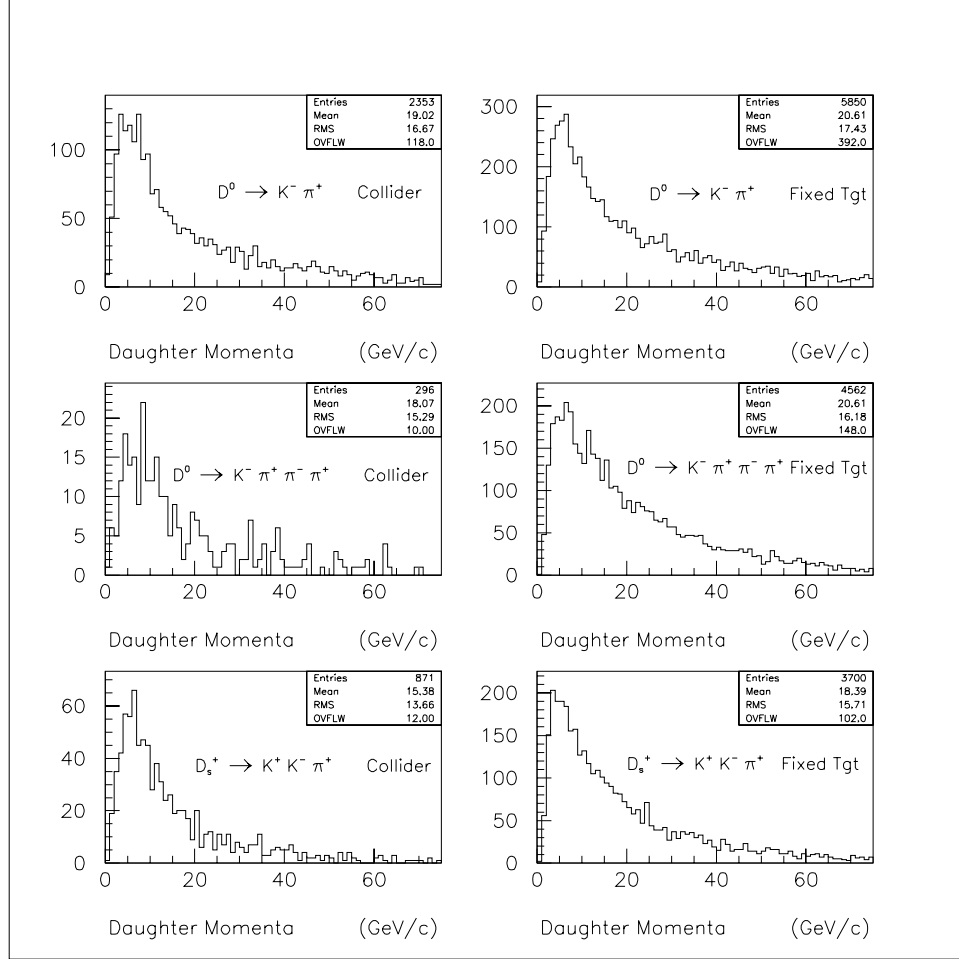 Entries 2353
Mean 19.02
RMS 16.67
OVFLW 118.0
100
50
0
D⁰ → K⁻ π⁺ Collider
0 20 40 60
Daughter Momenta (GeV/c)
Entries 5850
Mean 20.61
RMS 17.43
OVFLW 392.0
300
200
100
0
D⁰ → K⁻ π⁺ Fixed Tgt
0 20 40 60
Daughter Momenta (GeV/c)
Entries 296
Mean 18.07
RMS 15.29
OVFLW 10.00
20
15
10
5
0
D⁰ → K⁻ π⁺ π⁻ π⁺ Collider
0 20 40 60
Daughter Momenta (GeV/c)
Entries 4562
Mean 20.61
RMS 16.18
OVFLW 148.0
200
150
100
50
0
D⁰ → K⁻ π⁺ π⁻ π⁺ Fixed Tgt
0 20 40 60
Daughter Momenta (GeV/c)
Entries 871
Mean 15.38
RMS 13.66
OVFLW 12.00
60
40
20
0
Dₛ⁺ → K⁺ K⁻ π⁺ Collider
0 20 40 60
Daughter Momenta (GeV/c)
Entries 3700
Mean 18.39
RMS 15.71
OVFLW 102.0
200
150
100
50
0
Dₛ⁺ → K⁺ K⁻ π⁺ Fixed Tgt
0 20 40 60
Daughter Momenta (GeV/c)